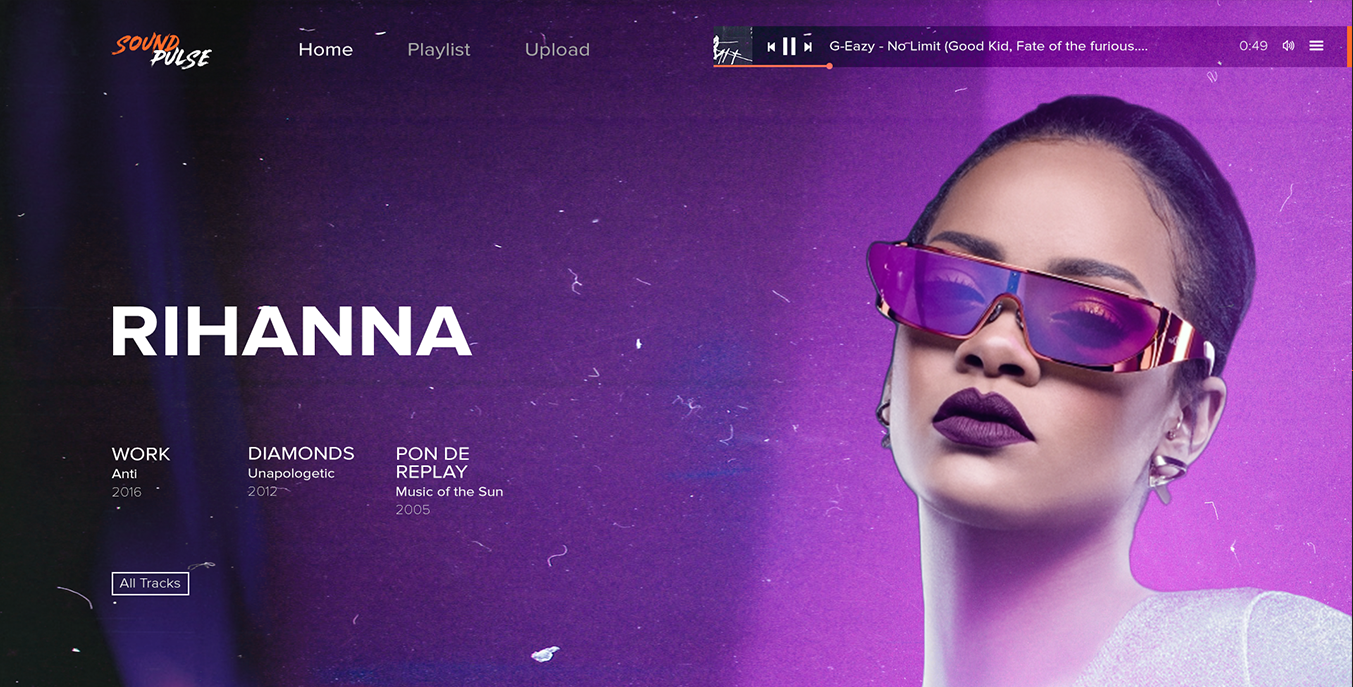 SOUND
PULSE
Home
Playlist
Upload
G-Eazy - No Limit (Good Kid, Fate of the furious....
0:49
RIHANNA
WORK
Anti
2016
DIAMONDS
Unapologetic
2012
PON DE
REPLAY
Music of the Sun
2005
All Tracks